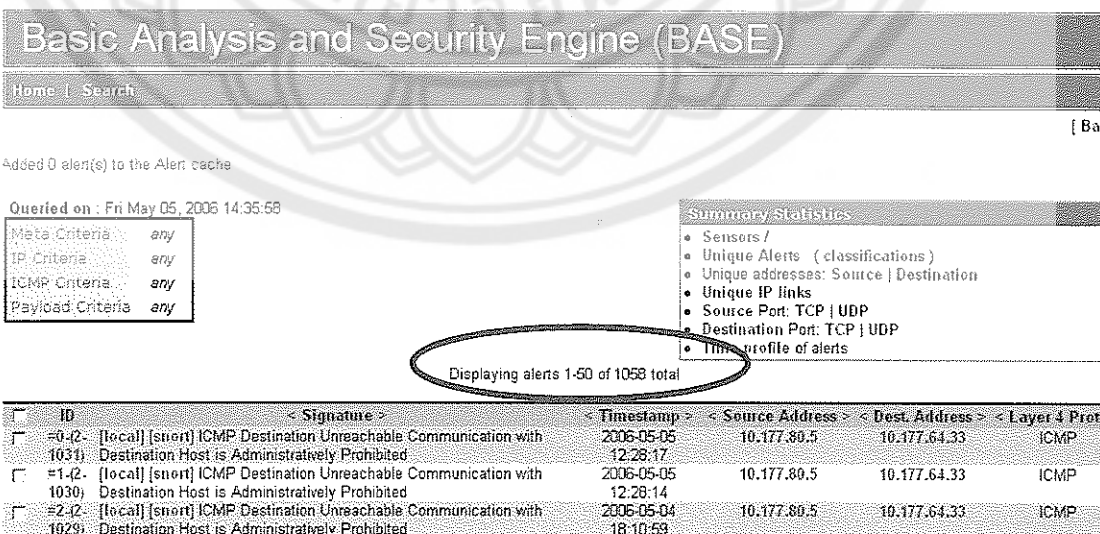 Basic Analysis and Security Engine (BASE)
Home | Search
[ Ba
Added 0 alert(s) to the Alert cache
Queried on : Fri May 05, 2006 14:35:58
Meta Criteria any
IP Criteria any
ICMP Criteria any
Payload Criteria any
Summary Statistics
• Sensors /
• Unique Alerts ( classifications )
• Unique addresses: Source | Destination
• Unique IP links
• Source Port: TCP | UDP
• Destination Port: TCP | UDP
• Time profile of alerts
Displaying alerts 1-50 of 1058 total
ID < Signature > < Timestamp > < Source Address > < Dest. Address > < Layer 4 Prot
#0-(2- [local] [snort] ICMP Destination Unreachable Communication with 2006-05-05 10.177.80.5 10.177.64.33 ICMP
1031) Destination Host is Administratively Prohibited 12:28:17
#1-(2- [local] [snort] ICMP Destination Unreachable Communication with 2006-05-05 10.177.80.5 10.177.64.33 ICMP
1030) Destination Host is Administratively Prohibited 12:28:14
#2-(2- [local] [snort] ICMP Destination Unreachable Communication with 2006-05-04 10.177.80.5 10.177.64.33 ICMP
1029) Destination Host is Administratively Prohibited 18:10:59